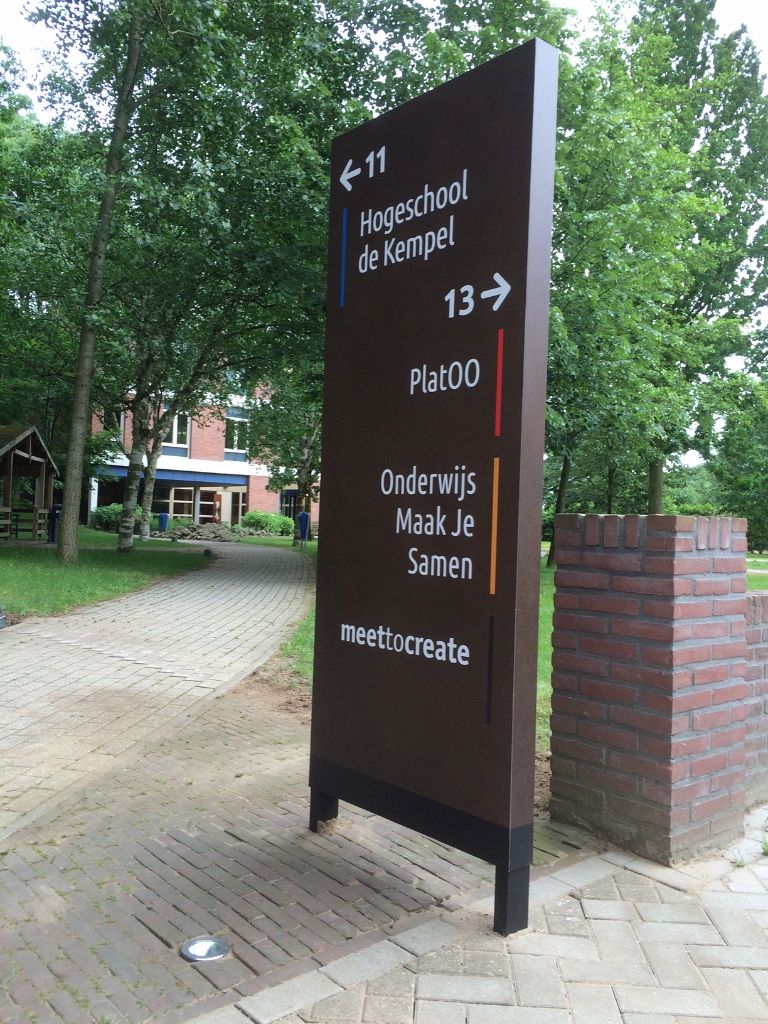 ← 11
Hogeschool
de Kempel
13 →
PlatOO
Onderwijs
Maak Je
Samen
meettocreate